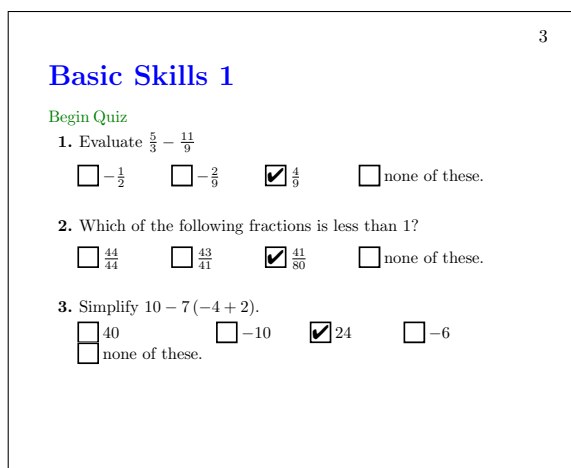 3
Basic Skills 1
Begin Quiz
1. Evaluate 5/3 − 11/9
☐ −1/2 ☐ −2/9 ☑ 4/9 ☐ none of these.
2. Which of the following fractions is less than 1?
☐ 44/44 ☐ 43/41 ☑ 41/80 ☐ none of these.
3. Simplify 10 − 7 (−4 + 2).
☐ 40 ☐ −10 ☑ 24 ☐ −6
☐ none of these.